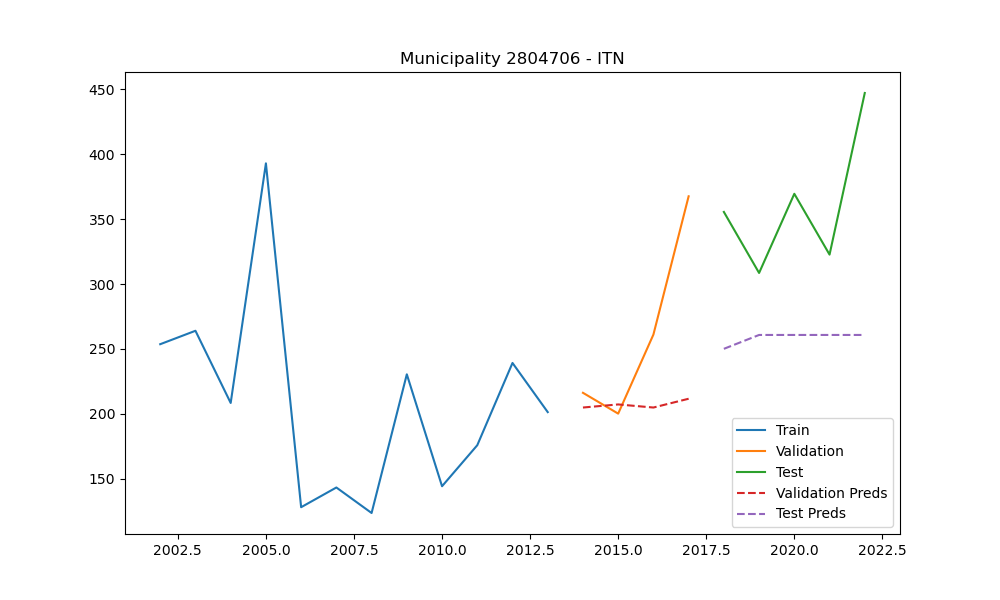 Municipality 2804706 - ITN
450
400
350
300
250
200
150
2002.5 2005.0 2007.5 2010.0 2012.5 2015.0 2017.5 2020.0 2022.5
Train
Validation
Test
Validation Preds
Test Preds